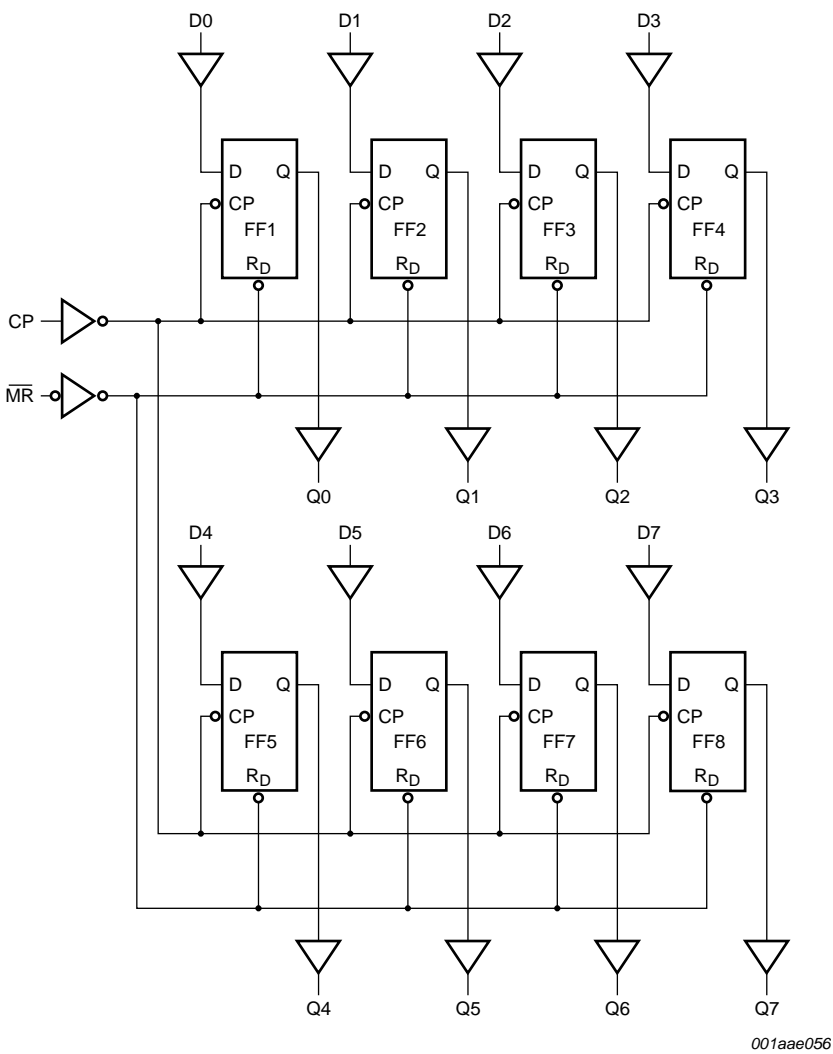 D0 D1 D2 D3
D Q D Q D Q D Q
CP CP CP CP
FF1 FF2 FF3 FF4
RD RD RD RD
CP
MR
Q0 Q1 Q2 Q3
D4 D5 D6 D7
D Q D Q D Q D Q
CP CP CP CP
FF5 FF6 FF7 FF8
RD RD RD RD
Q4 Q5 Q6 Q7
001aae056